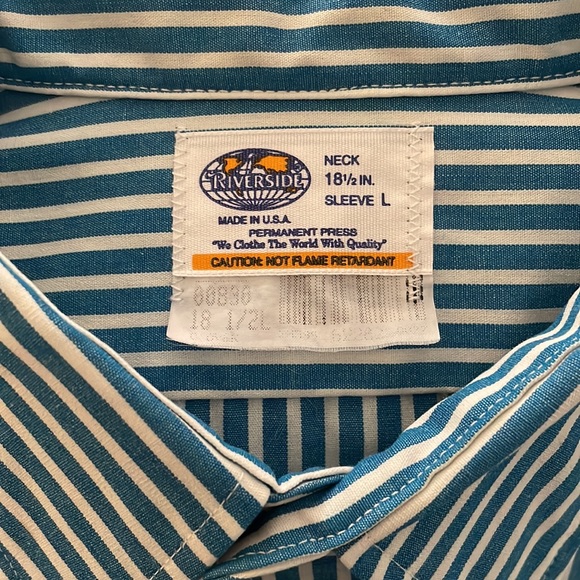 RIVERSIDE
NECK
18½ IN.
SLEEVE L
MADE IN U.S.A.
PERMANENT PRESS
"We Clothe The World With Quality"
CAUTION: NOT FLAME RETARDANT
18 1/2L